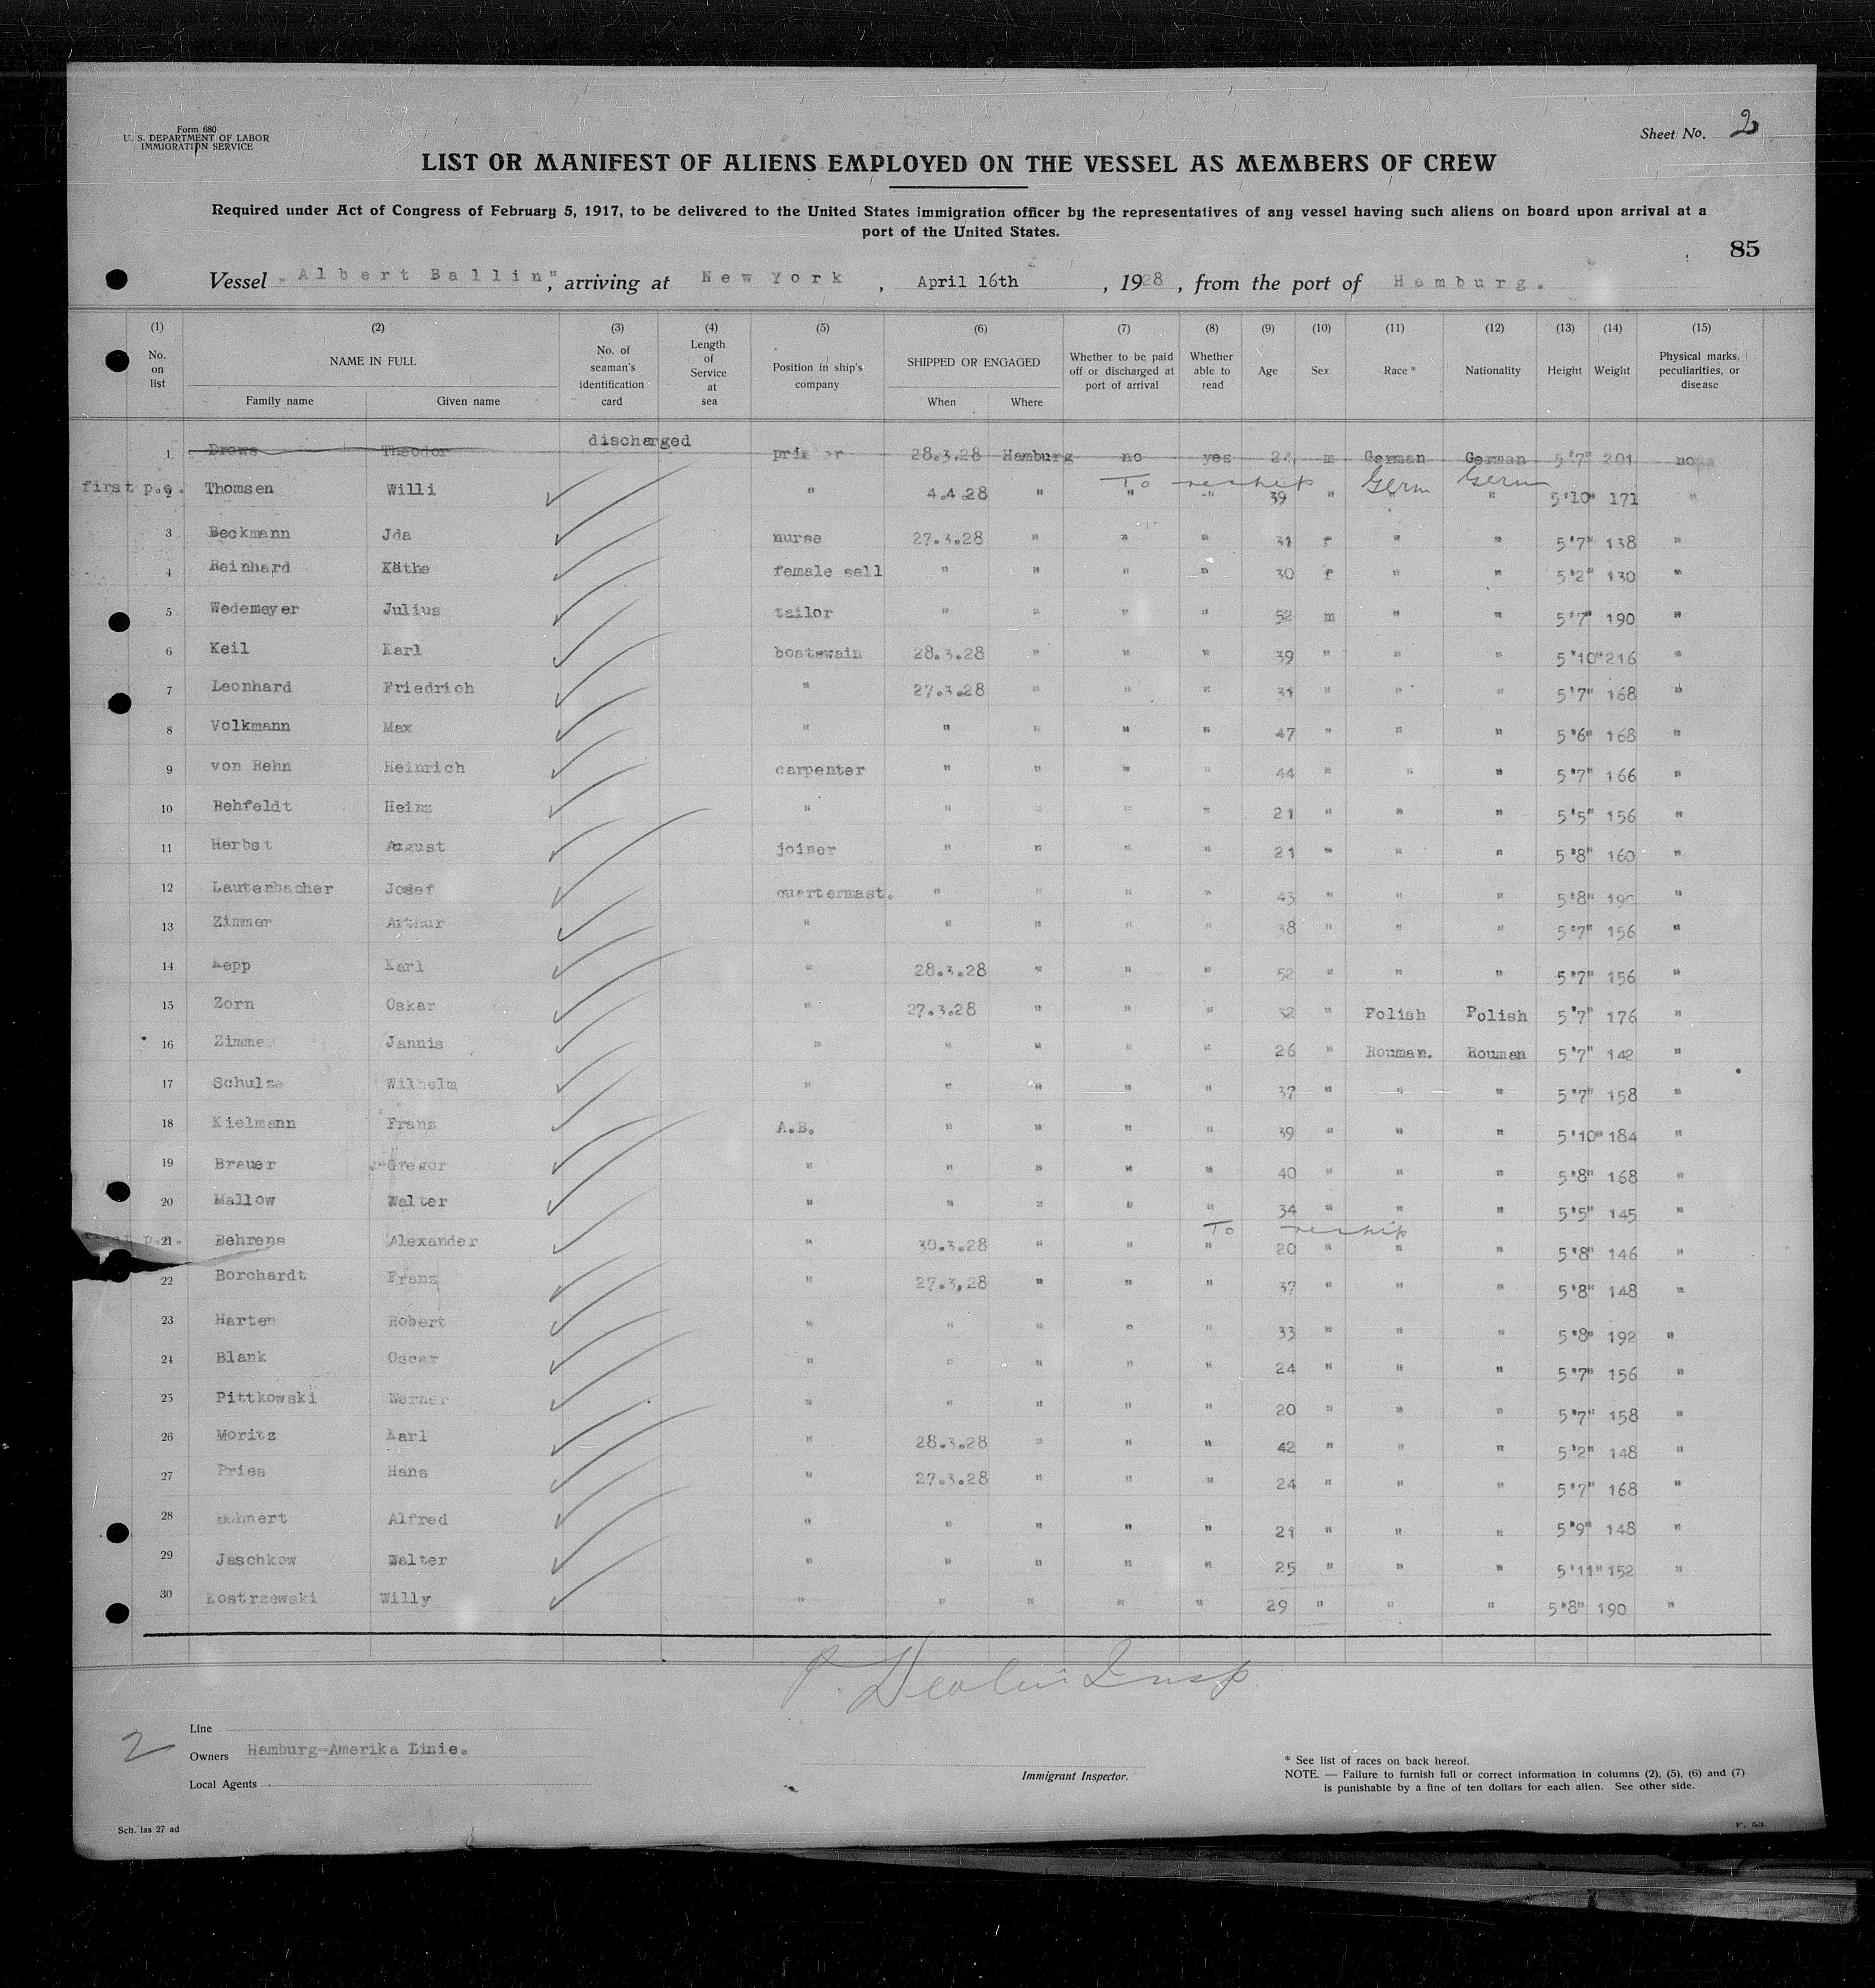 Form 680
U. S. DEPARTMENT OF LABOR
IMMIGRATION SERVICE
Sheet No. 2
LIST OR MANIFEST OF ALIENS EMPLOYED ON THE VESSEL AS MEMBERS OF CREW
Required under Act of Congress of February 5, 1917, to be delivered to the United States immigration officer by the representatives of any vessel having such aliens on board upon arrival at a
port of the United States.
85
Vessel "Albert Ballin", arriving at New York, April 16th, 1928, from the port of Hamburg.
(1) (2) (3) (4) (5) (6) (7) (8) (9) (10) (11) (12) (13) (14) (15)
No. on list NAME IN FULL No. of seaman's identification card Length of Service at sea Position in ship's company SHIPPED OR ENGAGED Whether to be paid off or discharged at port of arrival Whether able to read Age Sex Race * Nationality Height Weight Physical marks, peculiarities, or disease
Family name Given name When Where
discharged
1 Drows Theodor 28.3.28 Hamburg no yes 24 m German German 5'7" 201 none
To reship Germ Germ
first p.e. 2 Thomsen Willi " 4.4.28 " " " 39 " " " 5'10" 171 "
3 Beckmann Jda nurse 27.3.28 " " " 31 f " " 5'7" 138 "
4 Reinhard Käthe female sell " " " " 30 f " " 5'2" 130 "
5 Wedemeyer Julius tailor " " " " 52 m " " 5'7" 190 "
6 Keil Karl boatswain 28.3.28 " " " 39 " " " 5'10" 216 "
7 Leonhard Friedrich " 27.3.28 " " " 31 " " " 5'7" 168 "
8 Volkmann Max " " " " " 47 " " " 5'6" 168 "
9 von Rehn Heinrich carpenter " " " " 44 " " " 5'7" 166 "
10 Rehfeldt Heinz " " " " " 21 " " " 5'5" 156 "
11 Herbst August joiner " " " " 21 " " " 5'8" 160 "
12 Lautenbacher Josef quartermast. " " " " 43 " " " 5'8" "
13 Zimmer Arthur " " " " " 38 " " " 5'7" 156 "
14 Karl " 28.3.28 " " " 52 " " " 5'7" 156 "
15 Zorn Oskar " 27.3.28 " " " 32 " Polish Polish 5'7" 176 "
16 Zimmer Jannis " " " " " 26 " Rouman. Rouman 5'7" 142 "
17 Schulze Wilhelm " " " " " 37 " " " 5'7" 158 "
18 Kielmann Franz A.B. " " " " 39 " " " 5'10" 184 "
19 Brauer Gregor " " " " " 40 " " " 5'8" 168 "
20 Mallow Walter " " " " " 34 " " " 5'5" 145 "
To reship
21 Behrens Alexander " 30.3.28 " " " 20 " " " 5'8" 146 "
22 Borchardt Franz " 27.3.28 " " " 37 " " " 5'8" 148 "
23 Harten Robert " " " " " 33 " " " 5'8" 192 "
24 Blank Oscar " " " " " 24 " " " 5'7" 156 "
25 Pittkowski Werner " " " " " 20 " " " 5'7" 158 "
26 Moritz Karl " 28.3.28 " " " 42 " " " 5'2" 148 "
27 Pries Hans " 27.3.28 " " " 24 " " " 5'7" 168 "
28 Alfred " " " " " 21 " " " 5'9" 148 "
29 Jaschkow Walter " " " " " 25 " " " 5'11" 152 "
30 Kostrzewski Willy " " " " " 29 " " " 5'8" 190 "
Insp
2
Line
Owners Hamburg-Amerika Linie.
Local Agents
Immigrant Inspector.
* See list of races on back hereof.
NOTE. — Failure to furnish full or correct information in columns (2), (5), (6) and (7)
is punishable by a fine of ten dollars for each alien. See other side.
Sch. las 27 ad
F. 53